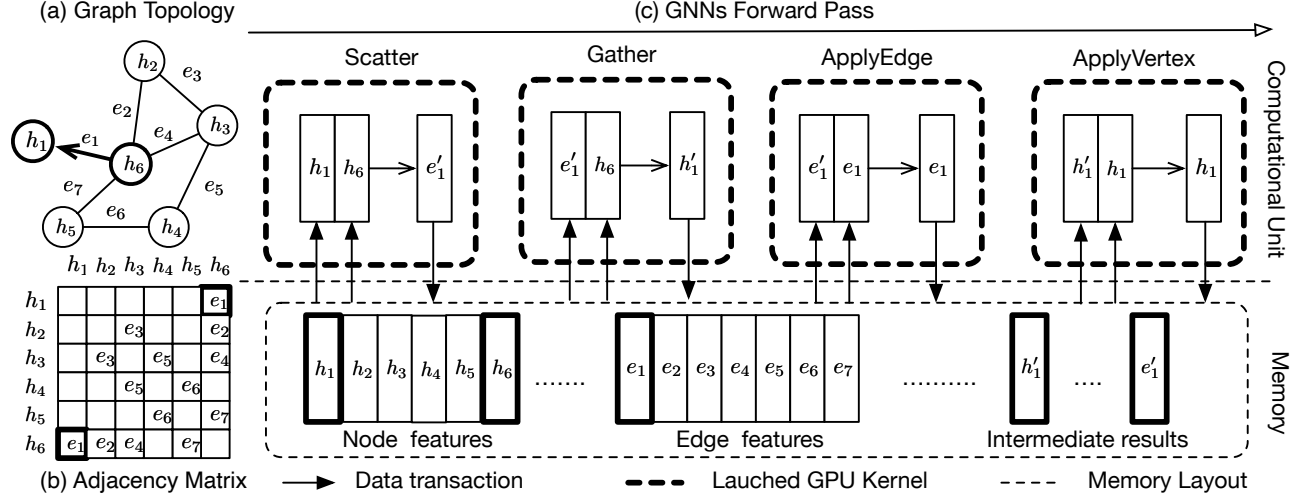 (a) Graph Topology
(c) GNNs Forward Pass
Scatter
Gather
ApplyEdge
ApplyVertex
h₂
e₃
e₂
h₃
h₁
e₁
e₄
h₆
e₇
e₅
e₆
h₅
h₄
h₁ h₆ e′₁
e′₁ h₆ h′₁
e′₁ e₁ e₁
h′₁ h₁ h₁
Computational Unit
h₁ h₂ h₃ h₄ h₅ h₆
h₁ e₁
h₂ e₃ e₂
h₃ e₃ e₅ e₄
h₄ e₅ e₆
h₅ e₆ e₇
h₆ e₁ e₂ e₄ e₇
(b) Adjacency Matrix
h₁ h₂ h₃ h₄ h₅ h₆ .......
Node features
e₁ e₂ e₃ e₄ e₅ e₆ e₇ ..........
Edge features
h′₁ .... e′₁
Intermediate results
Memory
Data transaction
Lauched GPU Kernel
Memory Layout